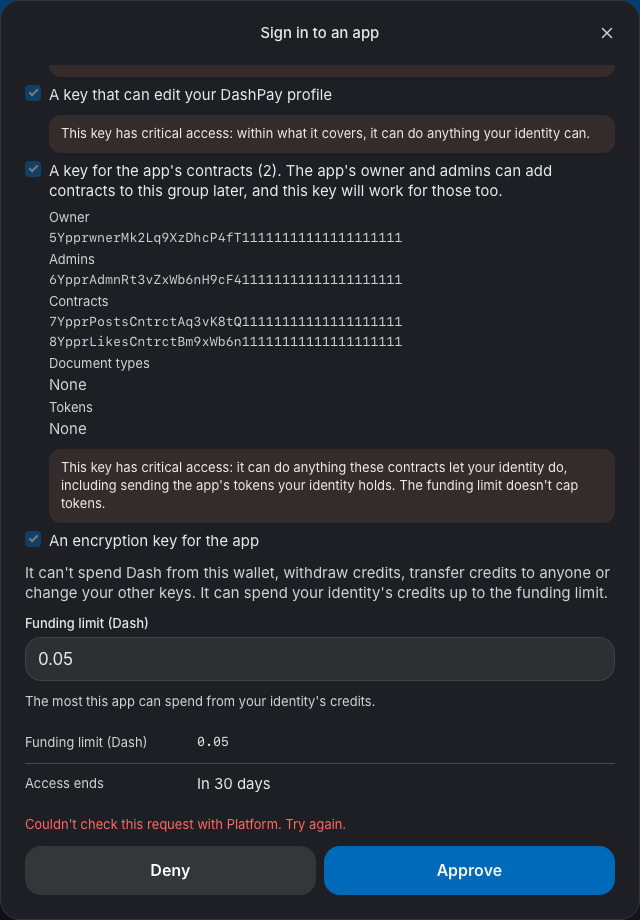 Sign in to an app
A key that can edit your DashPay profile
This key has critical access: within what it covers, it can do anything your identity can.
A key for the app's contracts (2). The app's owner and admins can add
contracts to this group later, and this key will work for those too.
Owner
5YpprwnerMk2Lq9XzDhcP4fT11111111111111111111
Admins
6YpprAdmnRt3vZxWb6nH9cF411111111111111111111
Contracts
7YpprPostsCntrctAq3vK8tQ11111111111111111111
8YpprLikesCntrctBm9xWb6n11111111111111111111
Document types
None
Tokens
None
This key has critical access: it can do anything these contracts let your identity do,
including sending the app's tokens your identity holds. The funding limit doesn't cap
tokens.
An encryption key for the app
It can't spend Dash from this wallet, withdraw credits, transfer credits to anyone or
change your other keys. It can spend your identity's credits up to the funding limit.
Funding limit (Dash)
0.05
The most this app can spend from your identity's credits.
Funding limit (Dash) 0.05
Access ends In 30 days
Couldn't check this request with Platform. Try again.
Deny Approve